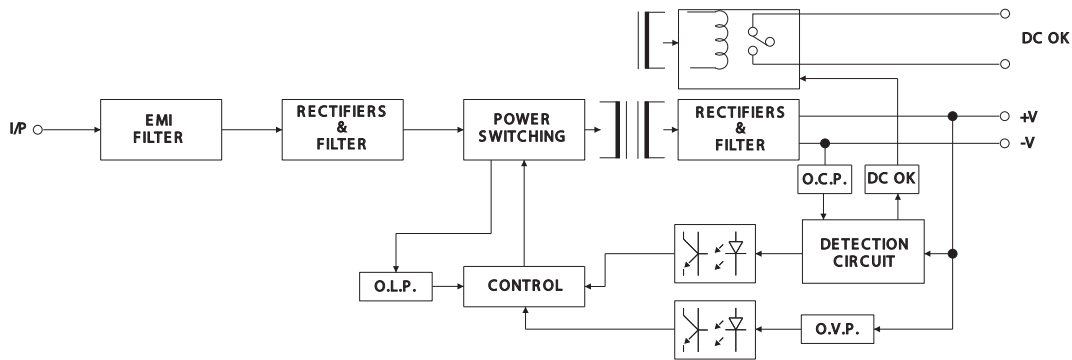 DC OK
I/P
EMI
FILTER
RECTIFIERS
&
FILTER
POWER
SWITCHING
RECTIFIERS
&
FILTER
+V
-V
O.C.P.
DC OK
DETECTION
CIRCUIT
O.L.P.
CONTROL
O.V.P.